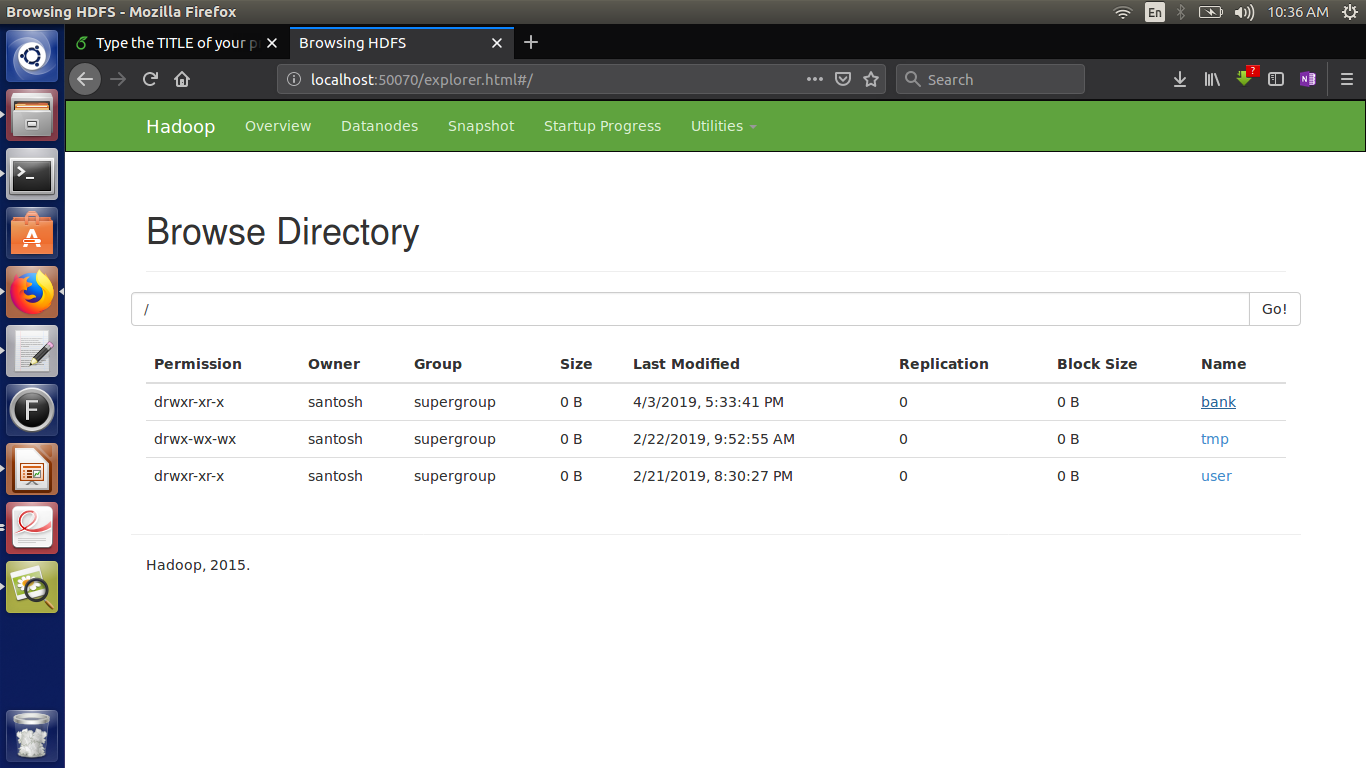 Browsing HDFS - Mozilla Firefox
En
10:36 AM
Type the TITLE of your p
Browsing HDFS
localhost:50070/explorer.html#/
Search
?
N
Hadoop Overview Datanodes Snapshot Startup Progress Utilities
Browse Directory
/
Go!
Permission Owner Group Size Last Modified Replication Block Size Name
drwxr-xr-x santosh supergroup 0 B 4/3/2019, 5:33:41 PM 0 0 B bank
drwx-wx-wx santosh supergroup 0 B 2/22/2019, 9:52:55 AM 0 0 B tmp
drwxr-xr-x santosh supergroup 0 B 2/21/2019, 8:30:27 PM 0 0 B user
Hadoop, 2015.
>_
A
F